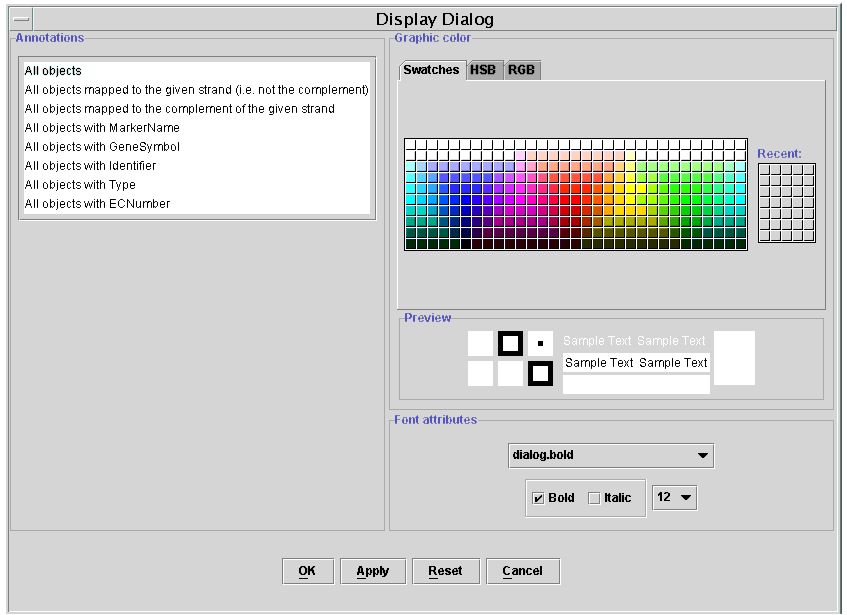 Display Dialog
Annotations
All objects
All objects mapped to the given strand (i.e. not the complement)
All objects mapped to the complement of the given strand
All objects with MarkerName
All objects with GeneSymbol
All objects with Identifier
All objects with Type
All objects with ECNumber
Graphic color
Swatches HSB RGB
Recent:
Preview
Sample Text Sample Text
Sample Text Sample Text
Font attributes
dialog.bold
Bold Italic 12
OK Apply Reset Cancel